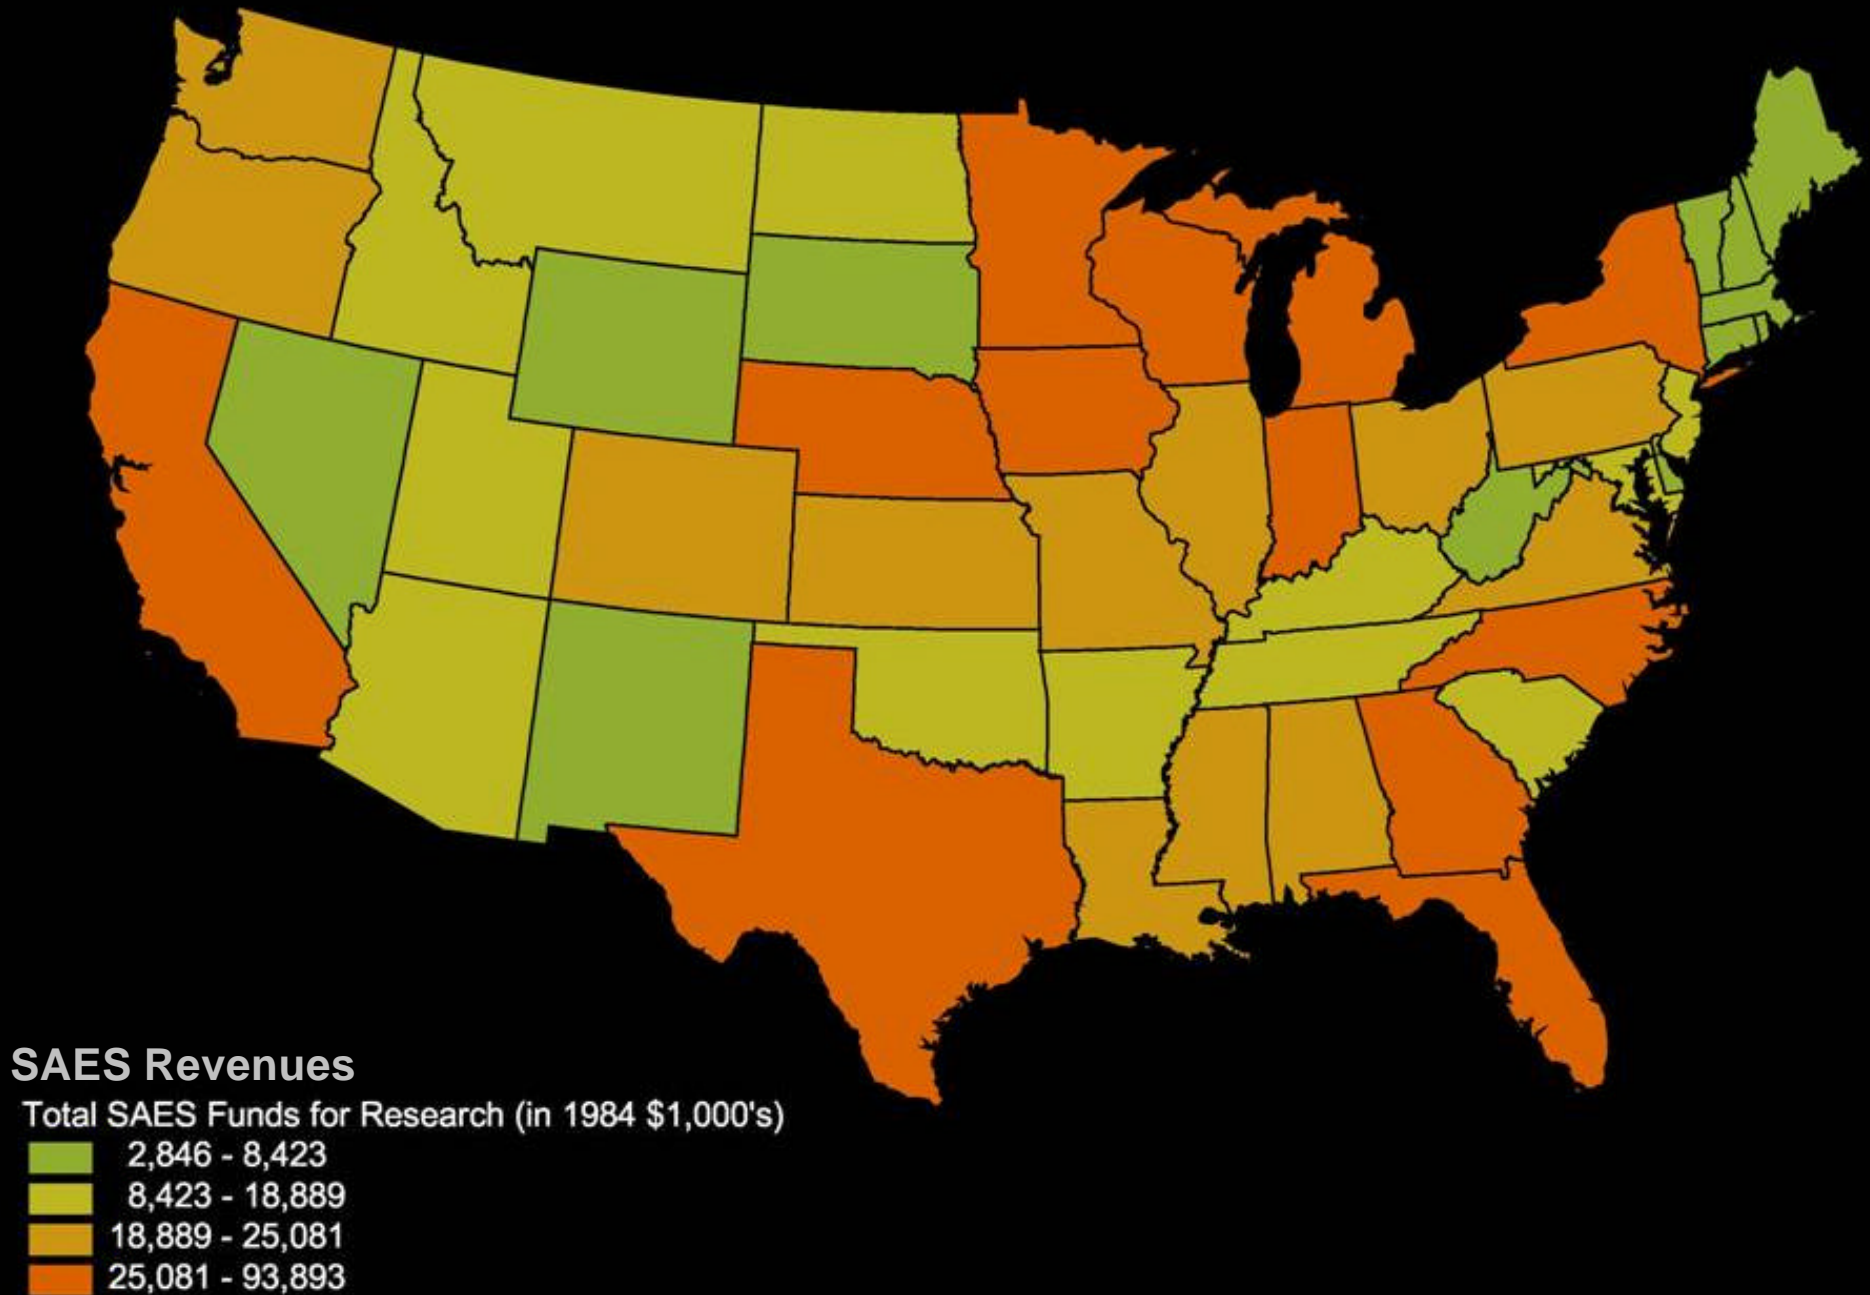 SAES Revenues
Total SAES Funds for Research (in 1984 $1,000's)
2,846 - 8,423
8,423 - 18,889
18,889 - 25,081
25,081 - 93,893